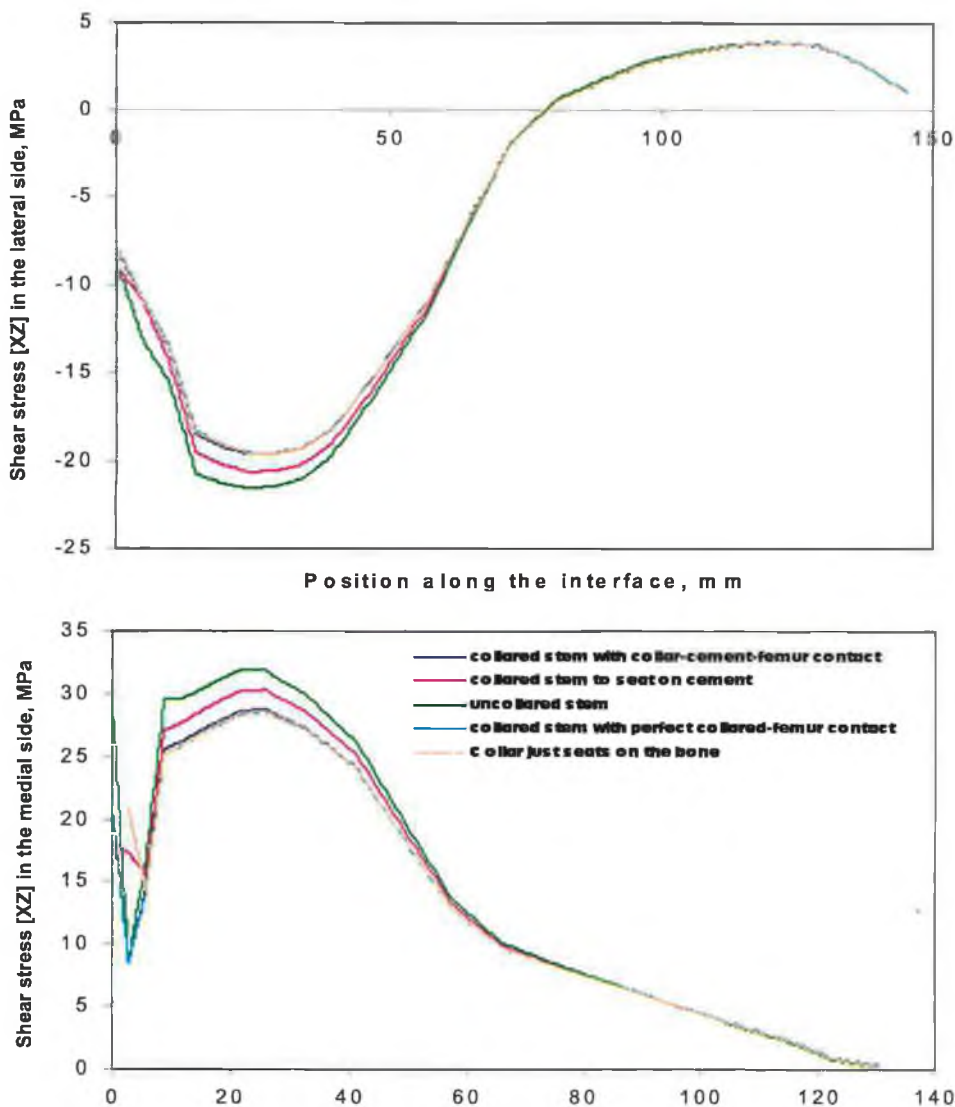 Shear stress [XZ] in the lateral side, MPa
5
0
-5
-10
-15
-20
-25
0 50 100 150
Position along the interface, mm
Shear stress [XZ] in the medial side, MPa
35
30
25
20
15
10
5
0
collared stem with collar-cement-femur contact
collared stem to seat on cement
uncollared stem
collared stem with perfect collared-femur contact
Collar just seats on the bone
0 20 40 60 80 100 120 140